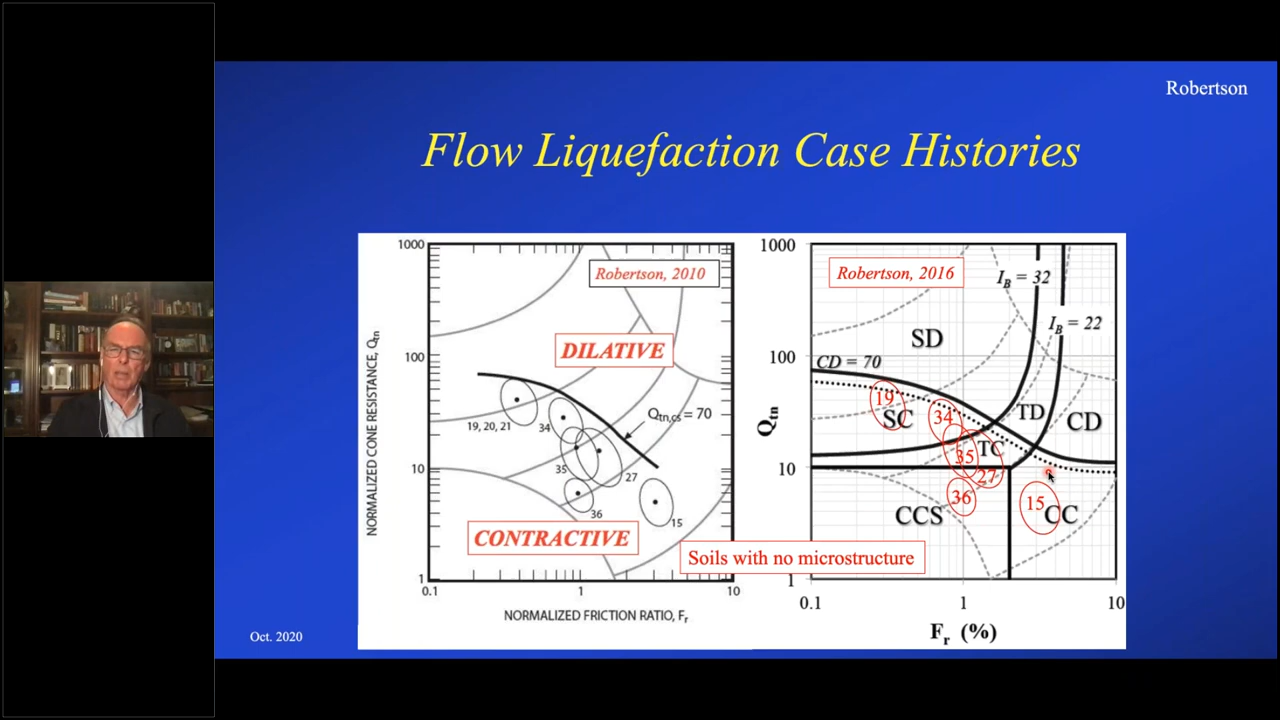 Robertson
Flow Liquefaction Case Histories
1000
Robertson, 2010
DILATIVE
100
Qtn,cs = 70
19, 20, 21
34
35
27
10
36
15
CONTRACTIVE
1
0.1
1
10
NORMALIZED CONE RESISTANCE, Qtn
NORMALIZED FRICTION RATIO, Fr
Soils with no microstructure
1000
Robertson, 2016
IB = 32
IB = 22
SD
100
CD = 70
19
SC
34
TD
CD
TC
35
27
10
36
15
CCS
CC
1
0.1
1
10
Qtn
Fr (%)
Oct. 2020